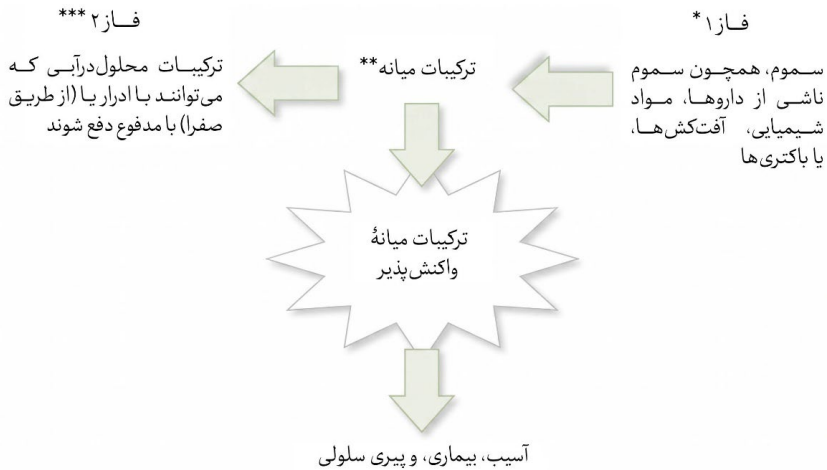 فاز۱ *
سموم، همچون سموم
ناشی از داروها، مواد
شیمیایی، آفت‌کش‌ها،
یا باکتری‌ها
ترکیبات میانه**
فاز۲ ***
ترکیبات محلول‌درآبی که
می‌توانند با ادرار یا (از طریق
صفرا) با مدفوع دفع شوند
ترکیبات میانهٔ
واکنش‌پذیر
آسیب، بیماری، و پیری سلولی